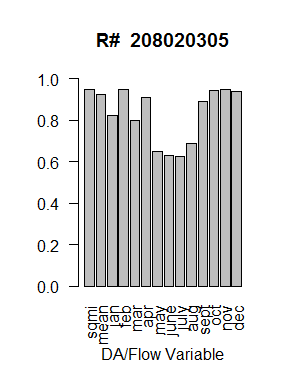 R# 208020305
1.0
0.8
0.6
0.4
0.2
0.0
sqmi
mean
jan
feb
mar
apr
may
june
july
aug
sept
oct
nov
dec
DA/Flow Variable